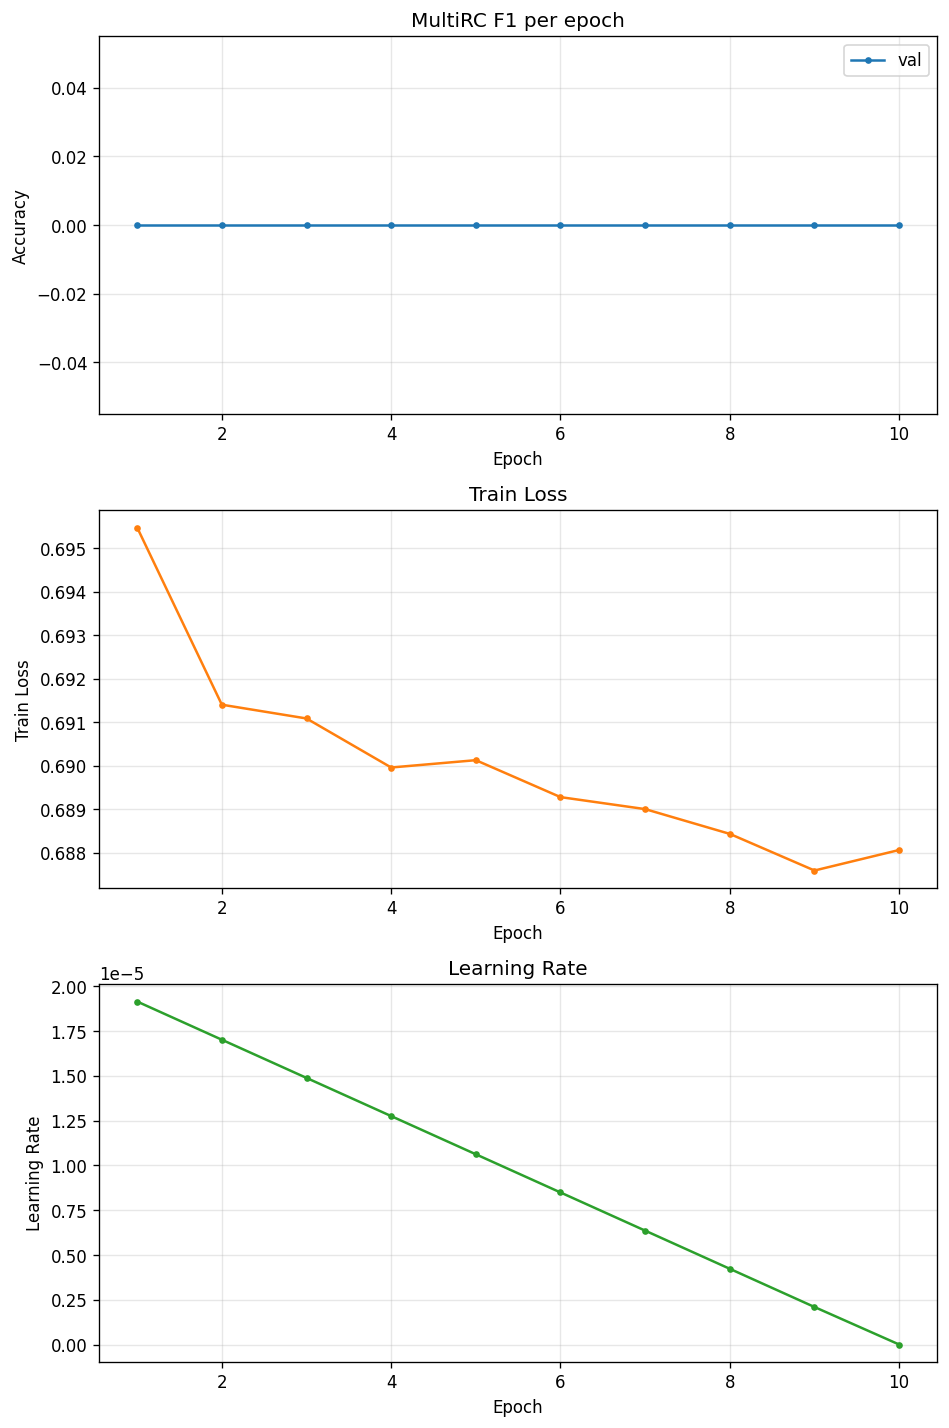 MultiRC F1 per epoch
val
Accuracy
0.04
0.02
0.00
−0.02
−0.04
2 4 6 8 10
Epoch
Train Loss
Train Loss
0.695
0.694
0.693
0.692
0.691
0.690
0.689
0.688
2 4 6 8 10
Epoch
Learning Rate
1e−5
Learning Rate
2.00
1.75
1.50
1.25
1.00
0.75
0.50
0.25
0.00
2 4 6 8 10
Epoch